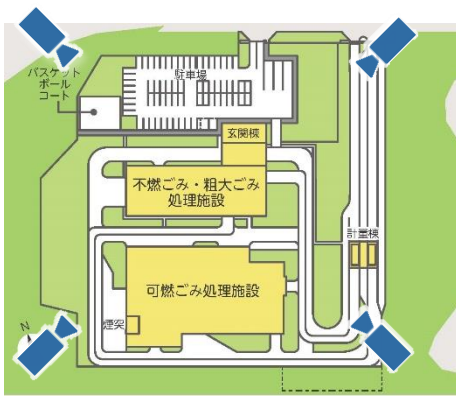 バスケット
ボール
コート
駐車場
玄関棟
不燃ごみ・粗大ごみ
処理施設
計量棟
可燃ごみ処理施設
煙突
N